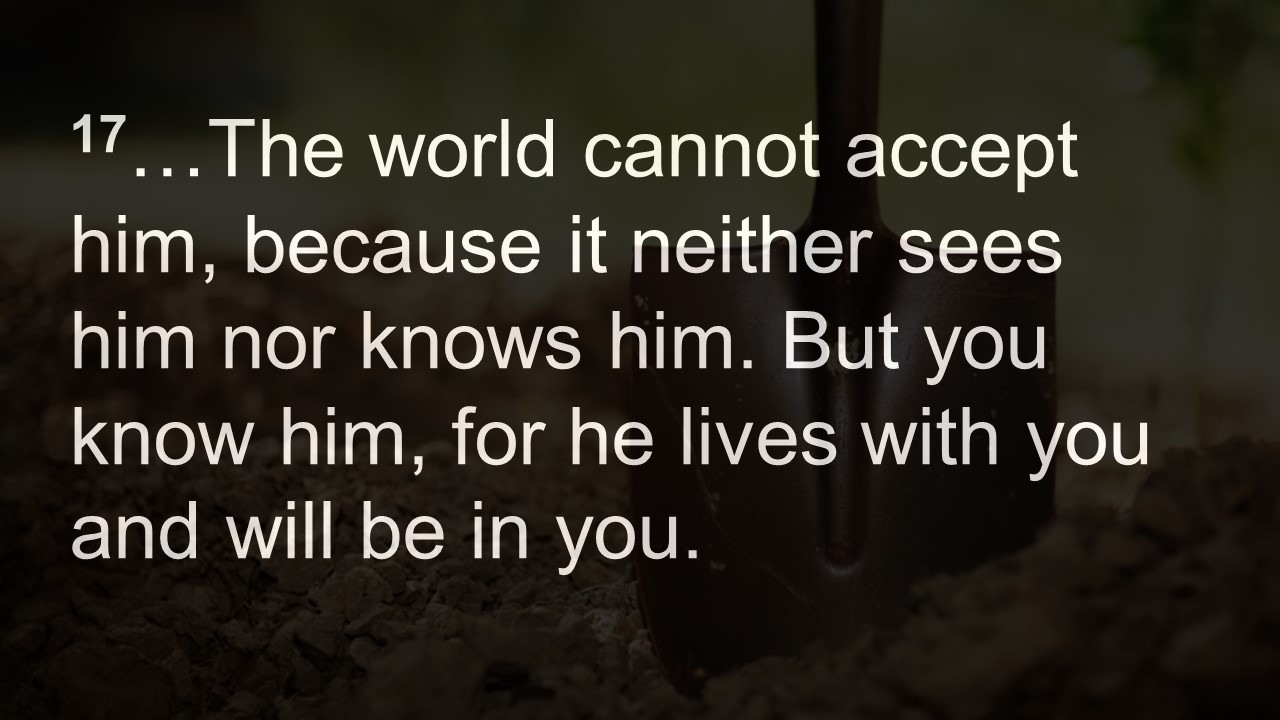 17…The world cannot accept
him, because it neither sees
him nor knows him. But you
know him, for he lives with you
and will be in you.